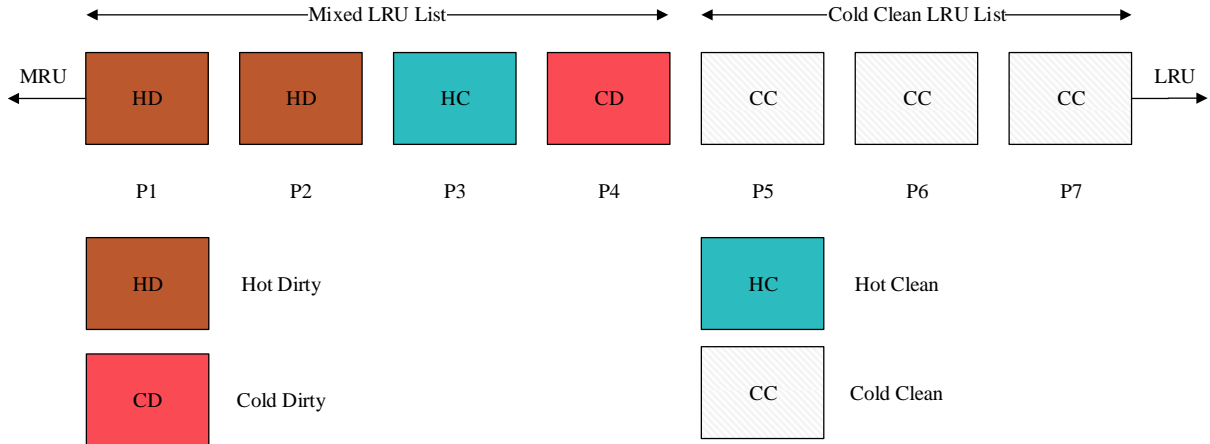 Mixed LRU List Cold Clean LRU List
MRU HD HD HC CD CC CC CC LRU
P1 P2 P3 P4 P5 P6 P7
HD Hot Dirty HC Hot Clean
CD Cold Dirty CC Cold Clean